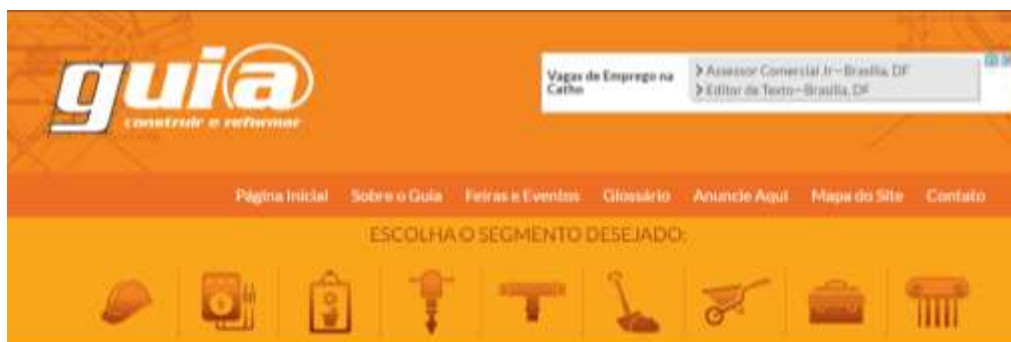 guia
construir e reformar
Vagas de Emprego na
Catho
Assessor Comercial Jr—Brasília, DF
Editor de Texto—Brasília, DF
Página Inicial Sobre o Guia Feiras e Eventos Glossário Anuncie Aqui Mapa do Site Contato
ESCOLHA O SEGMENTO DESEJADO: